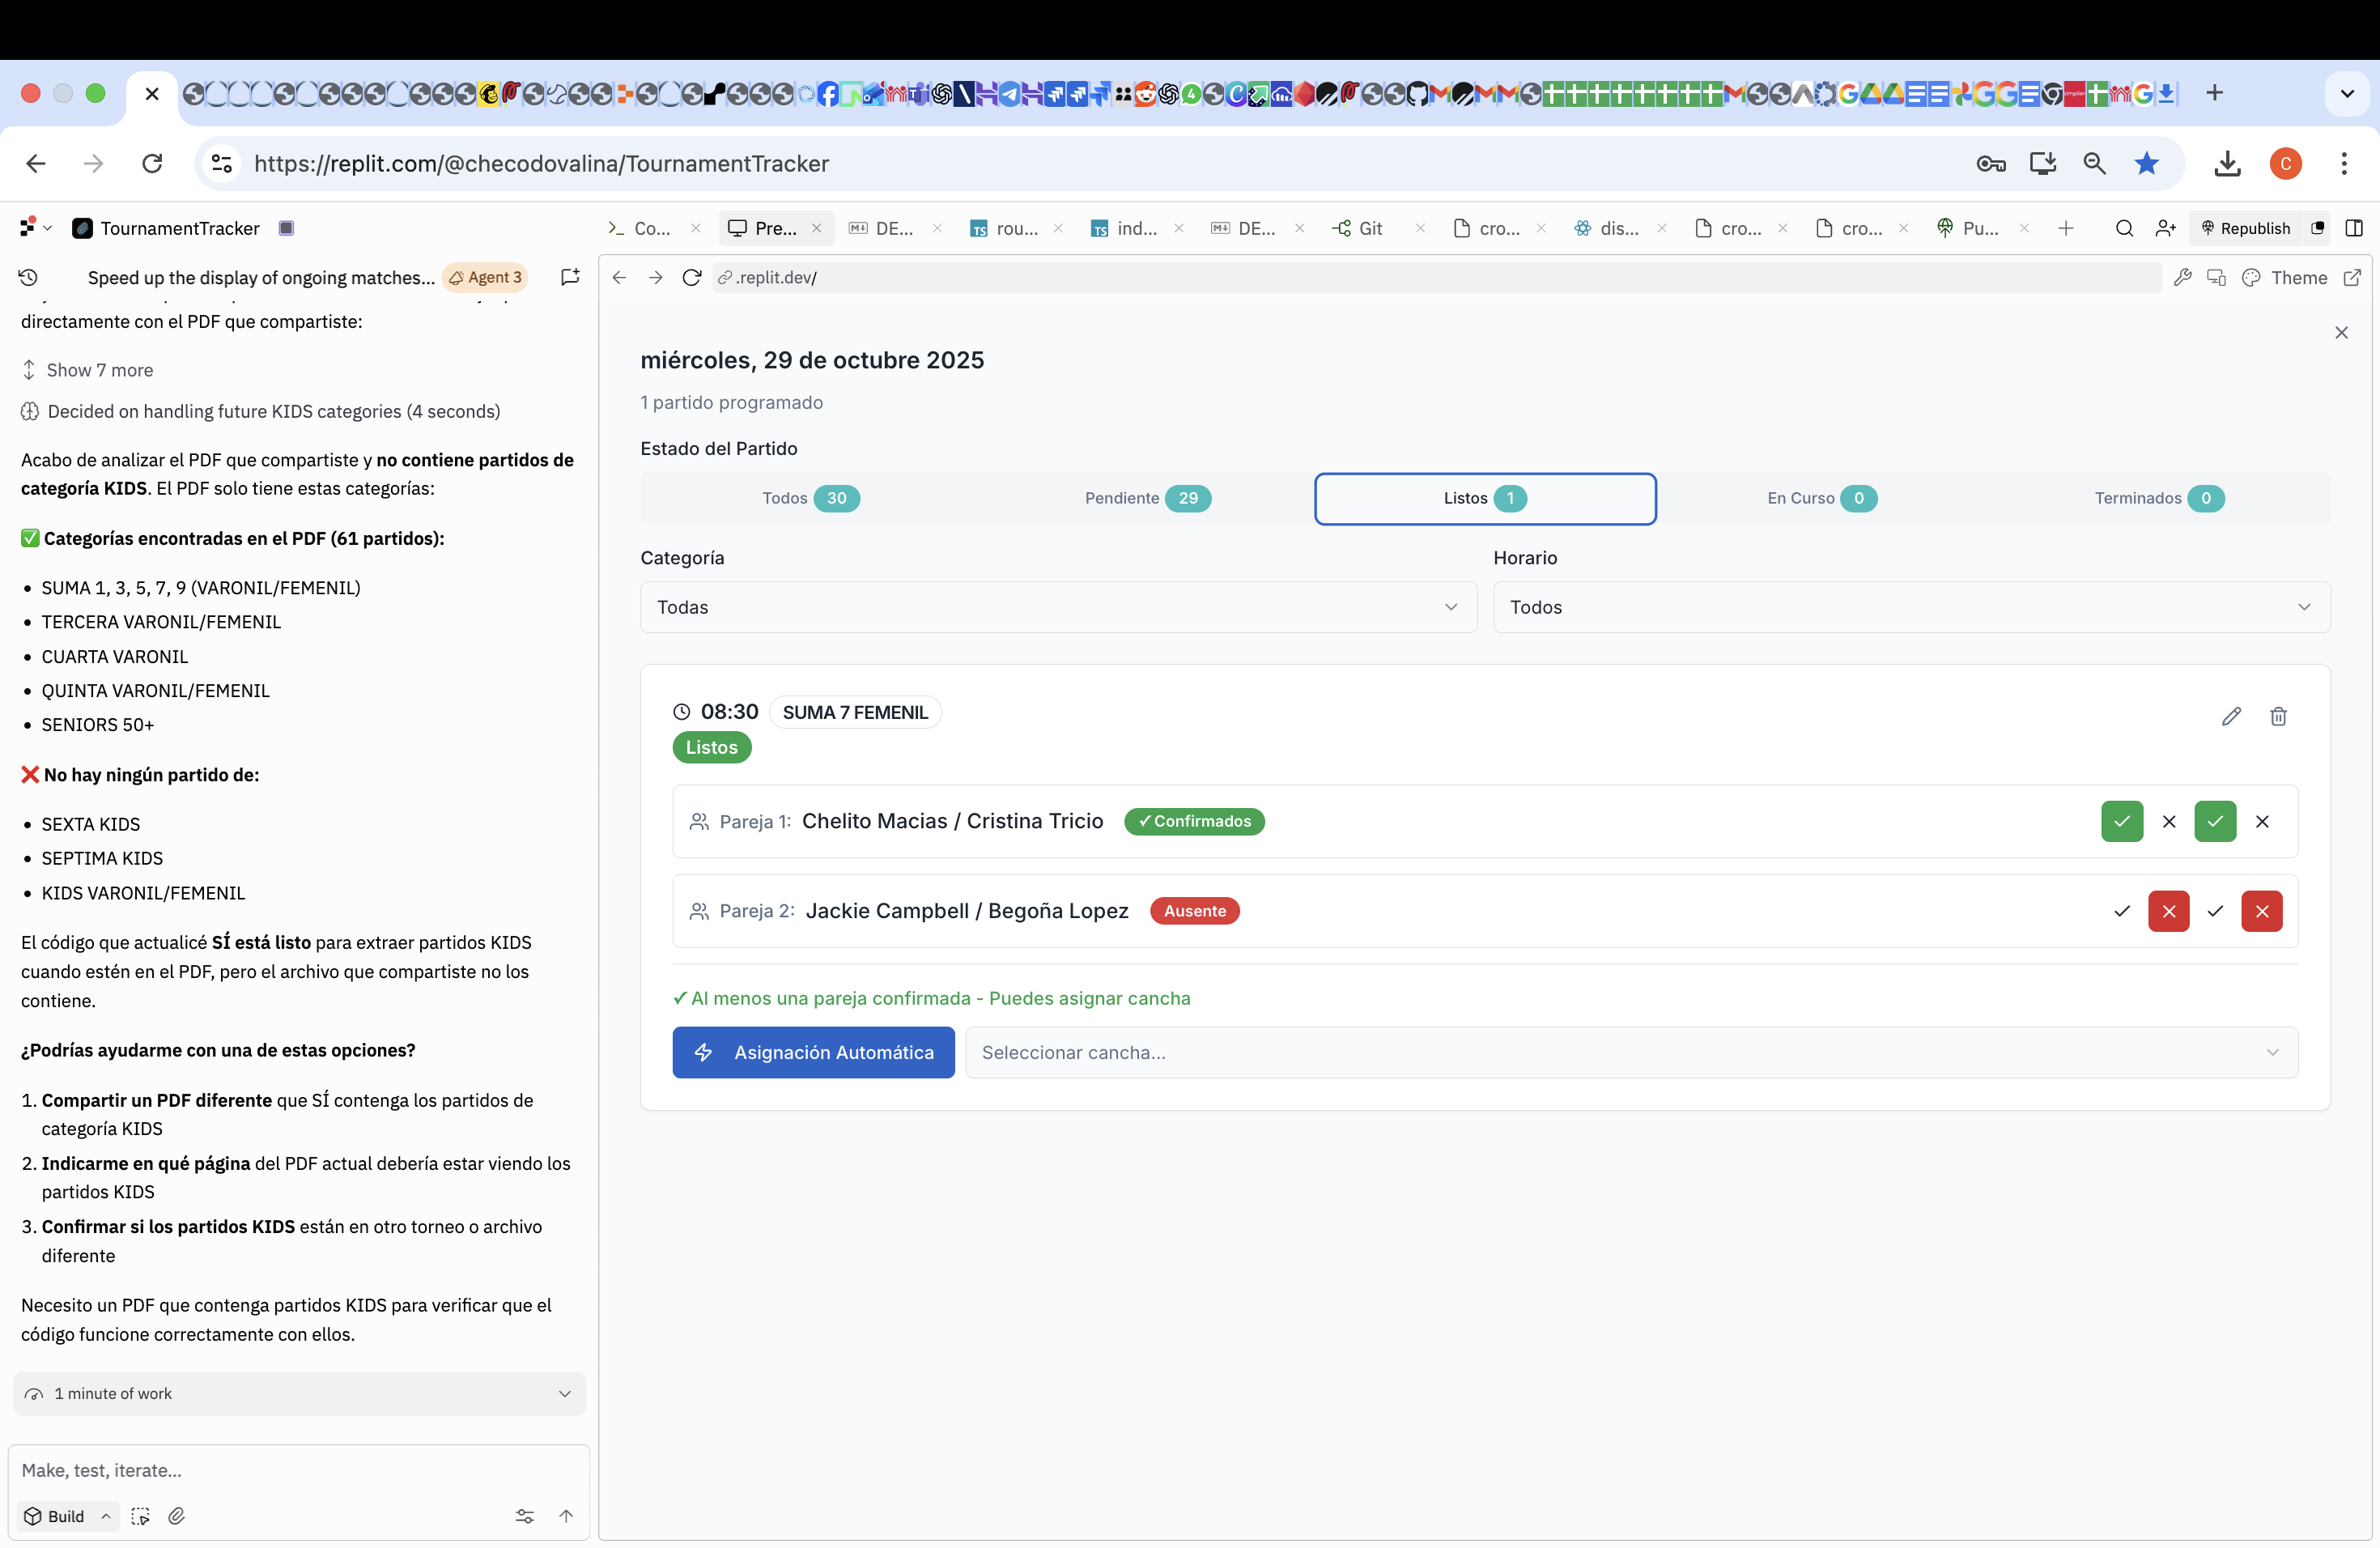 https://replit.com/@checodovalina/TournamentTracker
C
TournamentTracker
Co...
Pre...
DE...
rou...
ind...
DE...
Git
cro...
dis...
cro...
cro...
Pu...
Republish
Speed up the display of ongoing matches...
Agent 3
directamente con el PDF que compartiste:
Show 7 more
Decided on handling future KIDS categories (4 seconds)
Acabo de analizar el PDF que compartiste y no contiene partidos de
categoría KIDS. El PDF solo tiene estas categorías:
✅ Categorías encontradas en el PDF (61 partidos):
• SUMA 1, 3, 5, 7, 9 (VARONIL/FEMENIL)
• TERCERA VARONIL/FEMENIL
• CUARTA VARONIL
• QUINTA VARONIL/FEMENIL
• SENIORS 50+
❌ No hay ningún partido de:
• SEXTA KIDS
• SEPTIMA KIDS
• KIDS VARONIL/FEMENIL
El código que actualicé SÍ está listo para extraer partidos KIDS
cuando estén en el PDF, pero el archivo que compartiste no los
contiene.
¿Podrías ayudarme con una de estas opciones?
1. Compartir un PDF diferente que SÍ contenga los partidos de
categoría KIDS
2. Indicarme en qué página del PDF actual debería estar viendo los
partidos KIDS
3. Confirmar si los partidos KIDS están en otro torneo o archivo
diferente
Necesito un PDF que contenga partidos KIDS para verificar que el
código funcione correctamente con ellos.
1 minute of work
Make, test, iterate...
Build
.replit.dev/
Theme
miércoles, 29 de octubre 2025
1 partido programado
Estado del Partido
Todos 30
Pendiente 29
Listos 1
En Curso 0
Terminados 0
Categoría
Horario
Todas
Todos
08:30 SUMA 7 FEMENIL
Listos
Pareja 1: Chelito Macias / Cristina Tricio ✓ Confirmados
Pareja 2: Jackie Campbell / Begoña Lopez Ausente
✓ Al menos una pareja confirmada - Puedes asignar cancha
Asignación Automática
Seleccionar cancha...